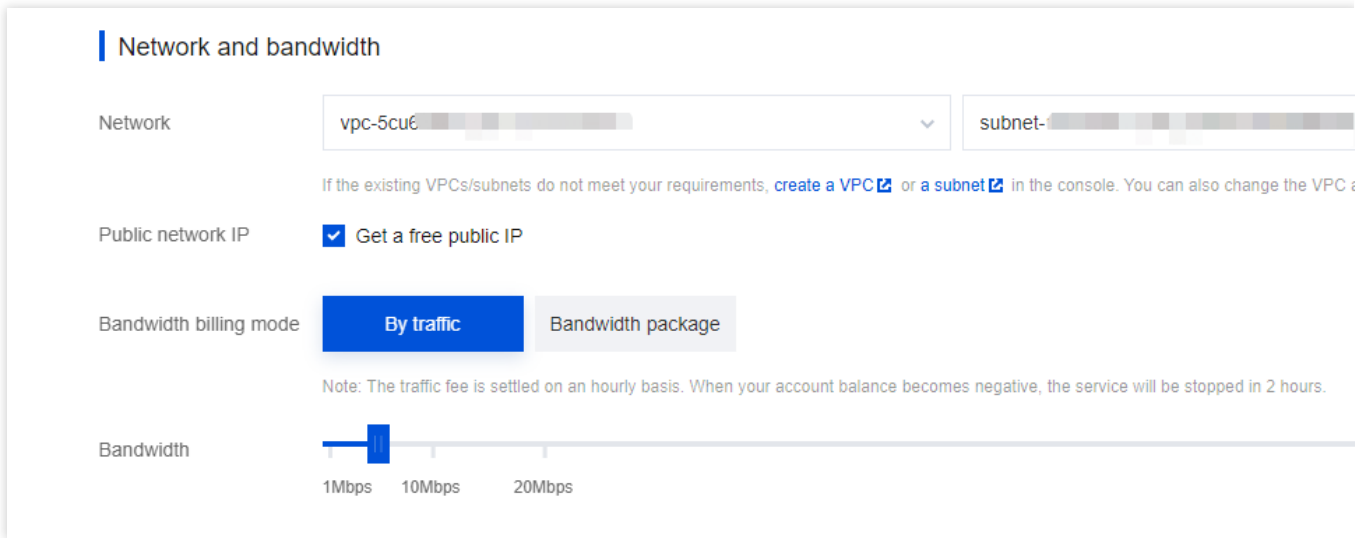 Network and bandwidth
Network vpc-5cu6 subnet-
If the existing VPCs/subnets do not meet your requirements, create a VPC or a subnet in the console. You can also change the VPC a
Public network IP Get a free public IP
Bandwidth billing mode By traffic Bandwidth package
Note: The traffic fee is settled on an hourly basis. When your account balance becomes negative, the service will be stopped in 2 hours.
Bandwidth
1Mbps 10Mbps 20Mbps